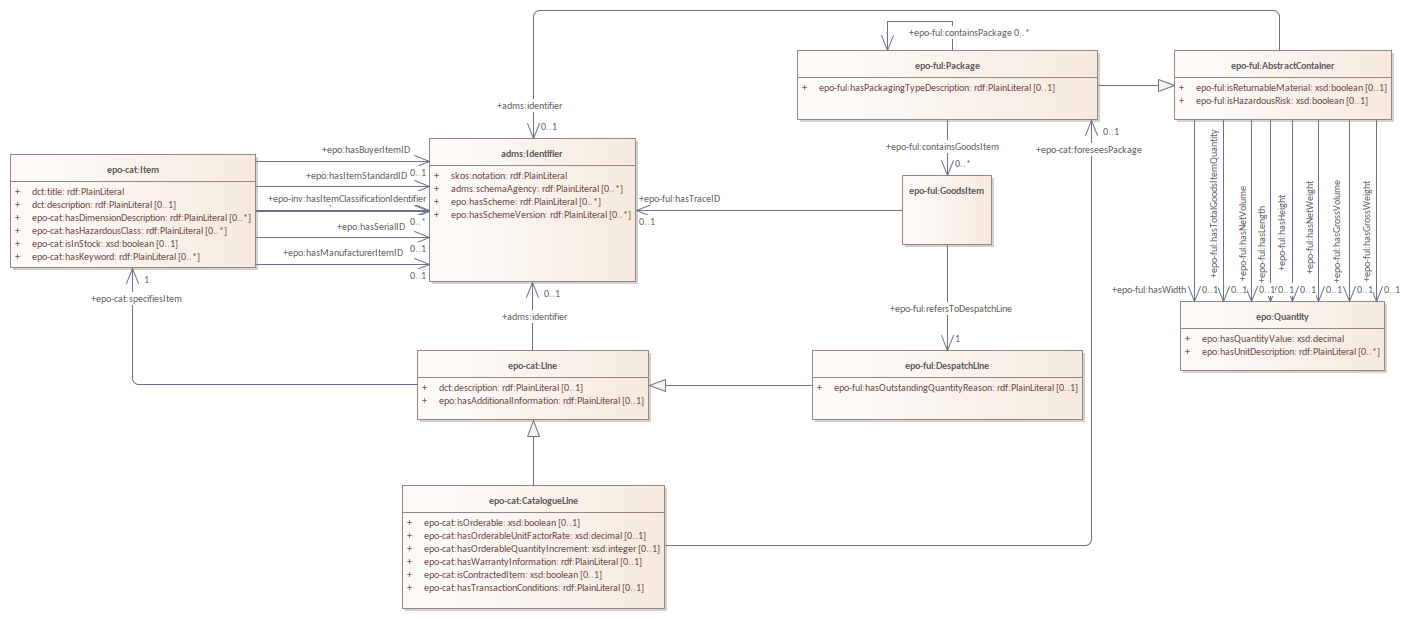 +epo-ful:containsPackage 0..*
epo-ful:Package
+ epo-ful:hasPackagingTypeDescription: rdf:PlainLiteral [0..1]
epo-ful:AbstractContainer
+ epo-ful:isReturnableMaterial: xsd:boolean [0..1]
+ epo-ful:isHazardousRisk: xsd:boolean [0..1]
+adms:identifier
0..1
epo-cat:Item
+ dct:title: rdf:PlainLiteral
+ dct:description: rdf:PlainLiteral [0..1]
+ epo-cat:hasDimensionDescription: rdf:PlainLiteral [0..*]
+ epo-cat:hasHazardousClass: rdf:PlainLiteral [0..*]
+ epo-cat:isInStock: xsd:boolean [0..1]
+ epo-cat:hasKeyword: rdf:PlainLiteral [0..*]
+epo:hasBuyerItemID
0..1
+epo:hasItemStandardID
+epo-inv:hasItemClassificationIdentifier
0..*
+epo:hasSerialID
0..1
+epo:hasManufacturerItemID
0..1
adms:Identifier
+ skos:notation: rdf:PlainLiteral
+ adms:schemaAgency: rdf:PlainLiteral [0..*]
+ epo:hasScheme: rdf:PlainLiteral [0..*]
+ epo:hasSchemeVersion: rdf:PlainLiteral [0..*]
+epo-ful:containsGoodsItem
0..*
0..1
+epo-cat:foreseesPackage
epo-ful:GoodsItem
+epo-ful:hasTraceID
0..1
+epo-ful:hasTotalGoodsItemQuantity
+epo-ful:hasNetVolume
+epo-ful:hasLength
+epo-ful:hasHeight
+epo-ful:hasNetWeight
+epo-ful:hasGrossVolume
+epo-ful:hasGrossWeight
+epo-ful:hasWidth
0..1
0..1
0..1
0..1
0..1
0..1
0..1
0..1
epo:Quantity
+ epo:hasQuantityValue: xsd:decimal
+ epo:hasUnitDescription: rdf:PlainLiteral [0..*]
1
+epo-cat:specifiesItem
0..1
+adms:identifier
+epo-ful:refersToDespatchLine
1
epo-cat:Line
+ dct:description: rdf:PlainLiteral [0..1]
+ epo:hasAdditionalInformation: rdf:PlainLiteral [0..1]
epo-ful:DespatchLine
+ epo-ful:hasOutstandingQuantityReason: rdf:PlainLiteral [0..1]
epo-cat:CatalogueLine
+ epo-cat:isOrderable: xsd:boolean [0..1]
+ epo-cat:hasOrderableUnitFactorRate: xsd:decimal [0..1]
+ epo-cat:hasOrderableQuantityIncrement: xsd:integer [0..1]
+ epo-cat:hasWarrantyInformation: rdf:PlainLiteral [0..1]
+ epo-cat:isContractedItem: xsd:boolean [0..1]
+ epo-cat:hasTransactionConditions: rdf:PlainLiteral [0..1]